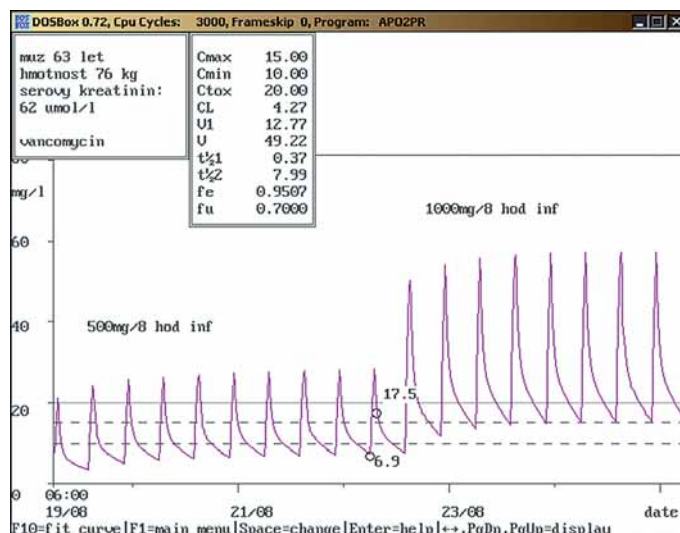 DOSBox 0.72, Cpu Cycles: 3000, Frameskip 0, Program: APO2PR
muz 63 let
hmotnost 76 kg
serovy kreatinin:
62 umol/l
vancomycin
Cmax 15.00
Cmin 10.00
Ctox 20.00
CL 4.27
V1 12.77
V 49.22
t½1 0.37
t½2 7.99
fe 0.9507
fu 0.7000
mg/l
1000mg/8 hod inf
60
500mg/8 hod inf
40
17.5
20
6.9
0 06:00
19/08 21/08 23/08 date
F10=fit curve|F1=main menu|Space=change|Enter=help|↔,PgDn,PgUp=display